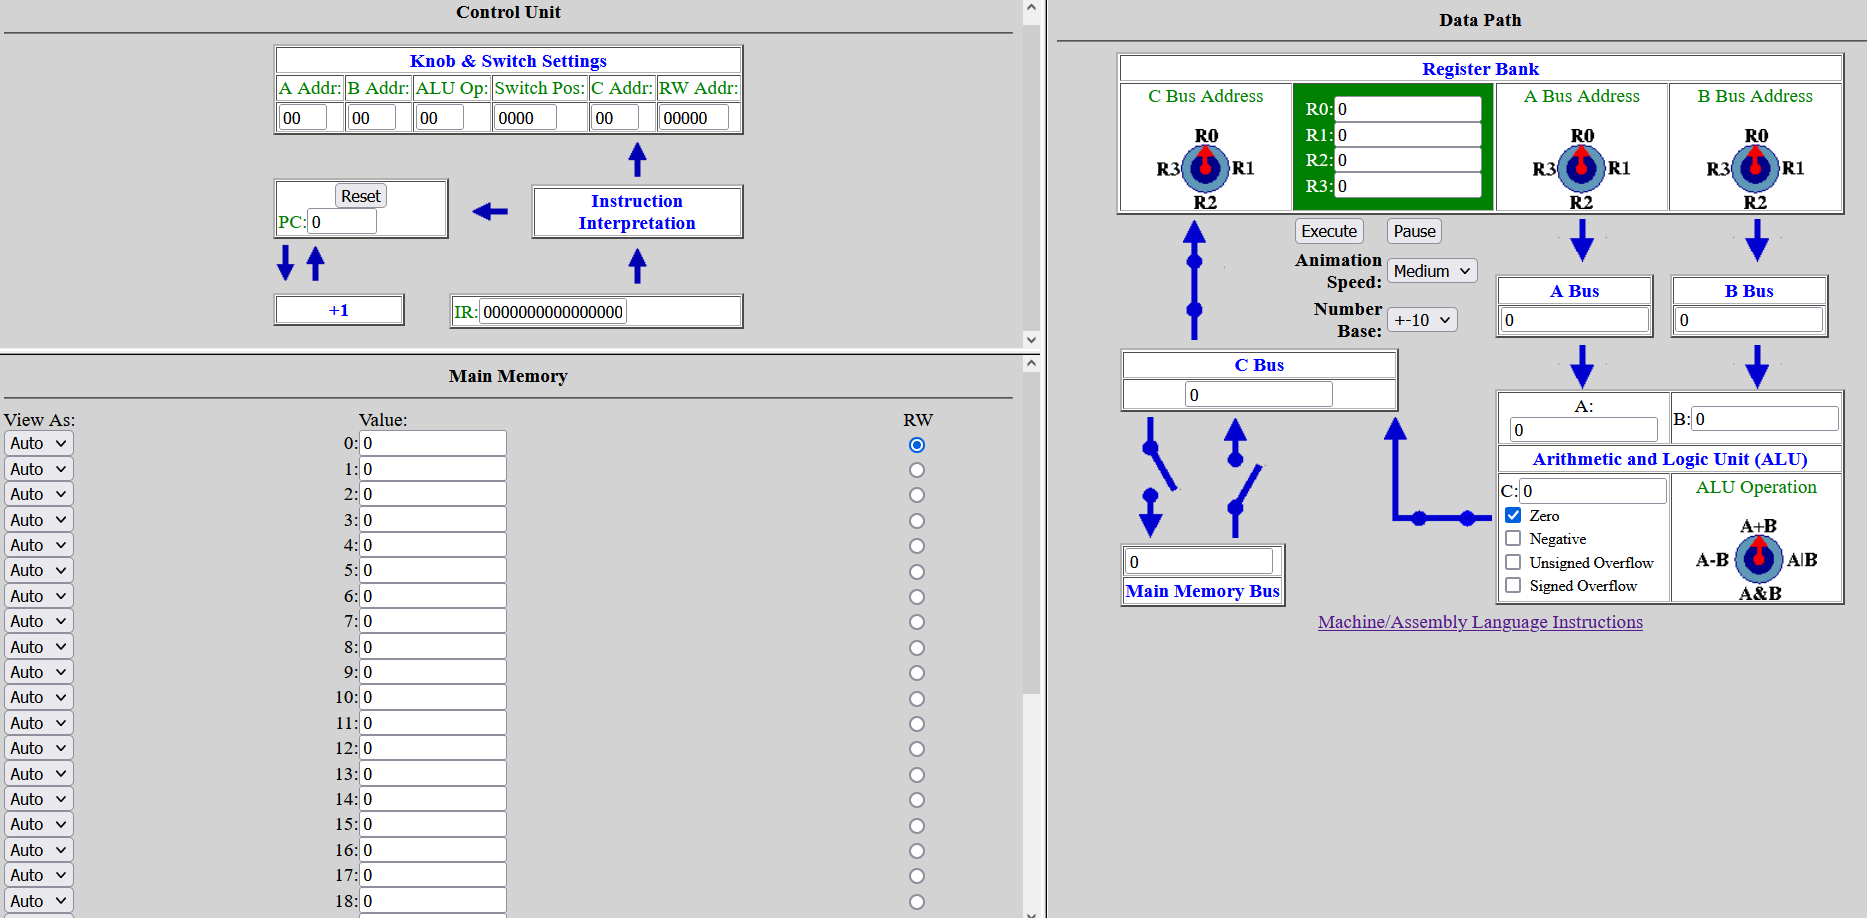 Control Unit
Knob & Switch Settings
A Addr: B Addr: ALU Op: Switch Pos: C Addr: RW Addr:
00 00 00 0000 00 00000
Reset
PC: 0
Instruction
Interpretation
+1
IR: 0000000000000000
Main Memory
View As: Value: RW
Auto 0: 0
Auto 1: 0
Auto 2: 0
Auto 3: 0
Auto 4: 0
Auto 5: 0
Auto 6: 0
Auto 7: 0
Auto 8: 0
Auto 9: 0
Auto 10: 0
Auto 11: 0
Auto 12: 0
Auto 13: 0
Auto 14: 0
Auto 15: 0
Auto 16: 0
Auto 17: 0
Auto 18: 0
Data Path
Register Bank
C Bus Address
R0
R3 R1
R2
R0: 0
R1: 0
R2: 0
R3: 0
A Bus Address
R0
R3 R1
R2
B Bus Address
R0
R3 R1
R2
Execute Pause
Animation
Speed: Medium
Number
Base: +-10
A Bus
0
B Bus
0
C Bus
0
A:
0
B: 0
Arithmetic and Logic Unit (ALU)
C: 0
Zero
Negative
Unsigned Overflow
Signed Overflow
ALU Operation
A+B
A-B A|B
A&B
0
Main Memory Bus
Machine/Assembly Language Instructions